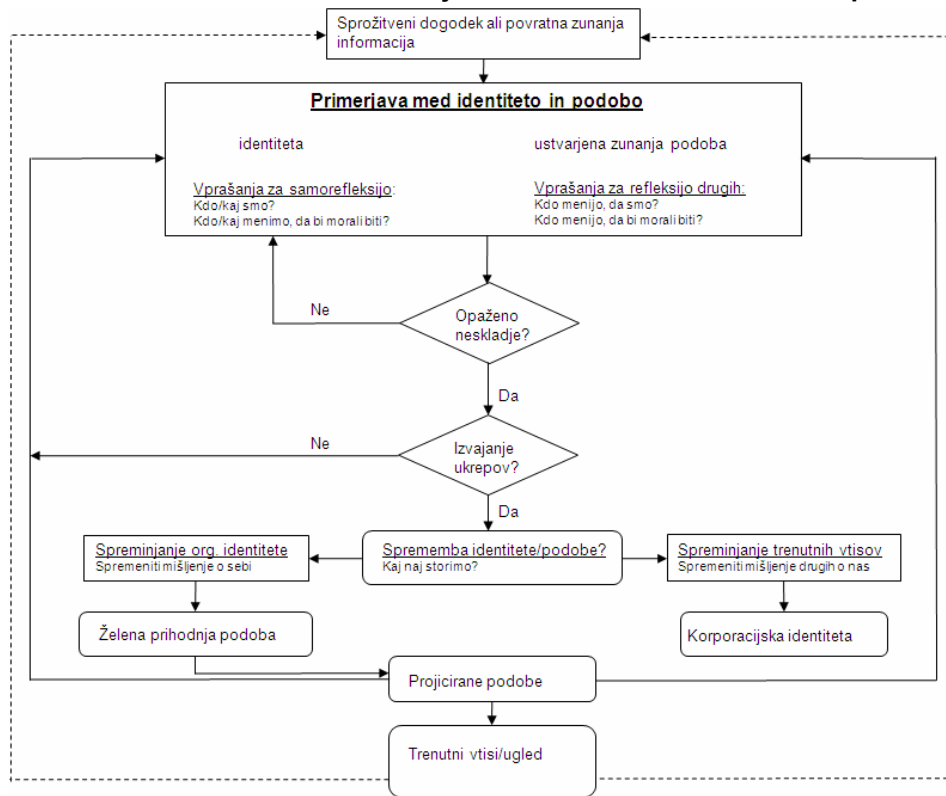 Sprožitveni dogodek ali povratna zunanja
informacija
Primerjava med identiteto in podobo
identiteta
ustvarjena zunanja podoba
Vprašanja za samorefleksijo:
Kdo/kaj smo?
Kdo/kaj menimo, da bi morali biti?
Vprašanja za refleksijo drugih:
Kdo menijo, da smo?
Kdo menijo, da bi morali biti?
Ne
Opaženo
neskladje?
Da
Ne
Izvajanje
ukrepov?
Da
Spreminjanje org. identitete
Spremeniti mišljenje o sebi
Sprememba identitete/podobe?
Kaj naj storimo?
Spreminjanje trenutnih vtisov
Spremeniti mišljenje drugih o nas
Želena prihodnja podoba
Korporacijska identiteta
Projicirane podobe
Trenutni vtisi/ugled